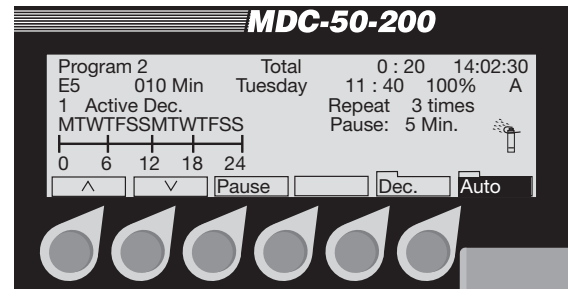 MDC-50-200
Program 2 Total 0 : 20 14:02:30
E5 010 Min Tuesday 11 : 40 100% A
1 Active Dec. Repeat 3 times
MTWTFSSMTWTFSS Pause: 5 Min.
0 6 12 18 24
Pause Dec. Auto